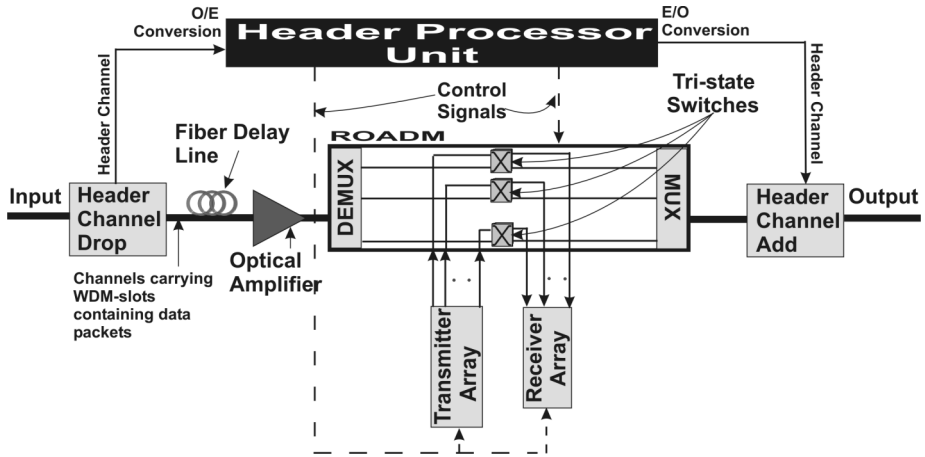 O/E
Conversion
Header Processor
Unit
E/O
Conversion
Header Channel
Control
Signals
Tri-state
Switches
Header Channel
Fiber Delay
Line
ROADM
Input
Header
Channel
Drop
DEMUX
MUX
Header
Channel
Add
Output
Optical
Amplifier
Channels carrying
WDM-slots
containing data
packets
. .
. .
Transmitter
Array
Receiver
Array